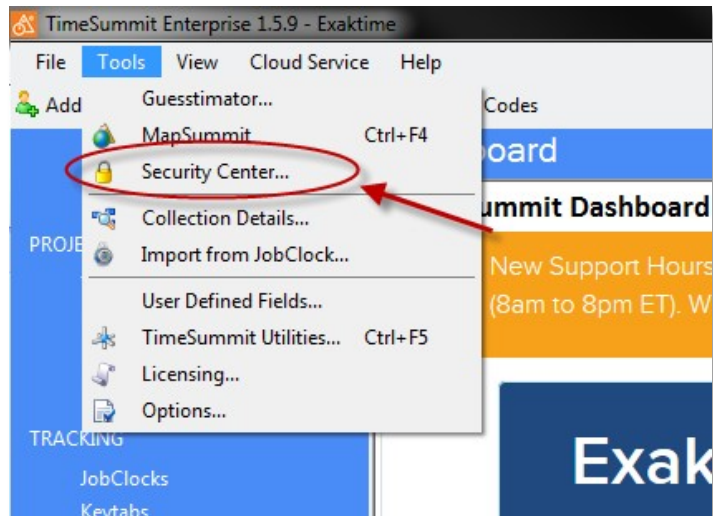 TimeSummit Enterprise 1.5.9 - Exaktime
File Tools View Cloud Service Help
Add
Codes
Guesstimator...
MapSummit Ctrl+F4
Security Center...
Collection Details...
Import from JobClock...
User Defined Fields...
TimeSummit Utilities... Ctrl+F5
Licensing...
Options...
oard
ummit Dashboard
New Support Hours
(8am to 8pm ET). W
Exak
PROJE
TRACKING
JobClocks
Keytabs